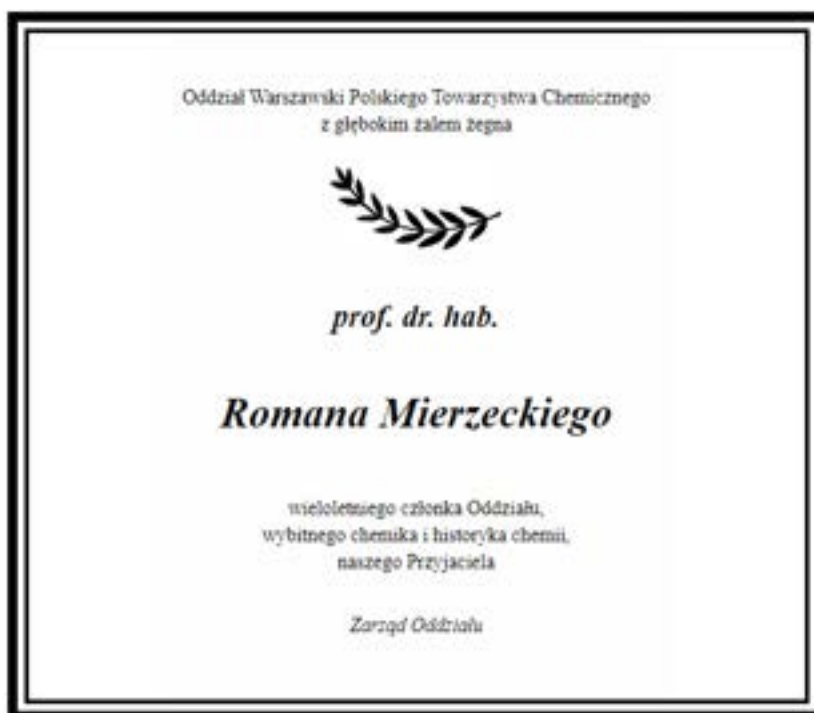 Oddział Warszawski Polskiego Towarzystwa Chemicznego
z głębokim żalem żegna
prof. dr. hab.
Romana Mierzeckiego
wieloletniego członka Oddziału,
wybitnego chemika i historyka chemii,
naszego Przyjaciela
Zarząd Oddziału